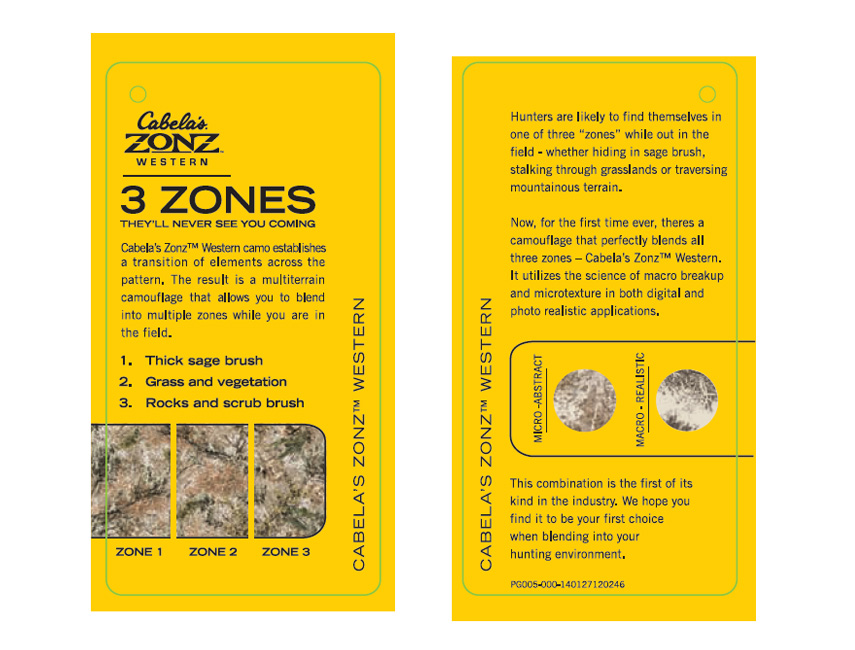 Cabela's
ZONZ™
WESTERN
3 ZONES
THEY'LL NEVER SEE YOU COMING
Cabela's Zonz™ Western camo establishes
a transition of elements across the
pattern. The result is a multiterrain
camouflage that allows you to blend
into multiple zones while you are in
the field.
1. Thick sage brush
2. Grass and vegetation
3. Rocks and scrub brush
ZONE 1 ZONE 2 ZONE 3
CABELA'S ZONZ™ WESTERN
Hunters are likely to find themselves in
one of three “zones” while out in the
field - whether hiding in sage brush,
stalking through grasslands or traversing
mountainous terrain.
Now, for the first time ever, theres a
camouflage that perfectly blends all
three zones – Cabela's Zonz™ Western.
It utilizes the science of macro breakup
and microtexture in both digital and
photo realistic applications.
CABELA'S ZONZ™ WESTERN
MICRO -ABSTRACT
MACRO - REALISTIC
This combination is the first of its
kind in the industry. We hope you
find it to be your first choice
when blending into your
hunting environment.
PG005-000-140127120246